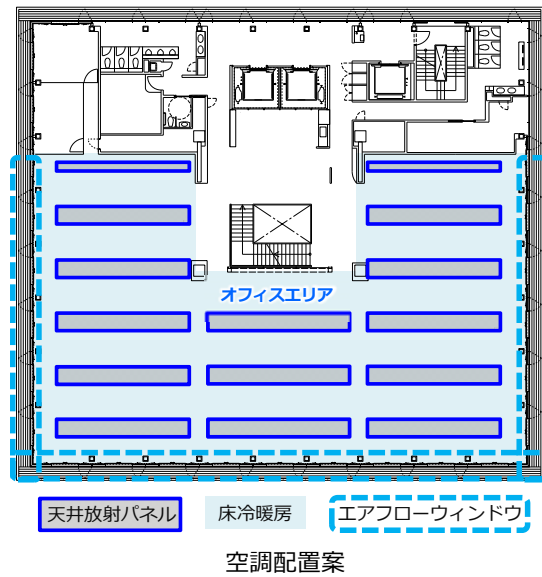 オフィスエリア
天井放射パネル
床冷暖房
エアフローウィンドウ
空調配置案